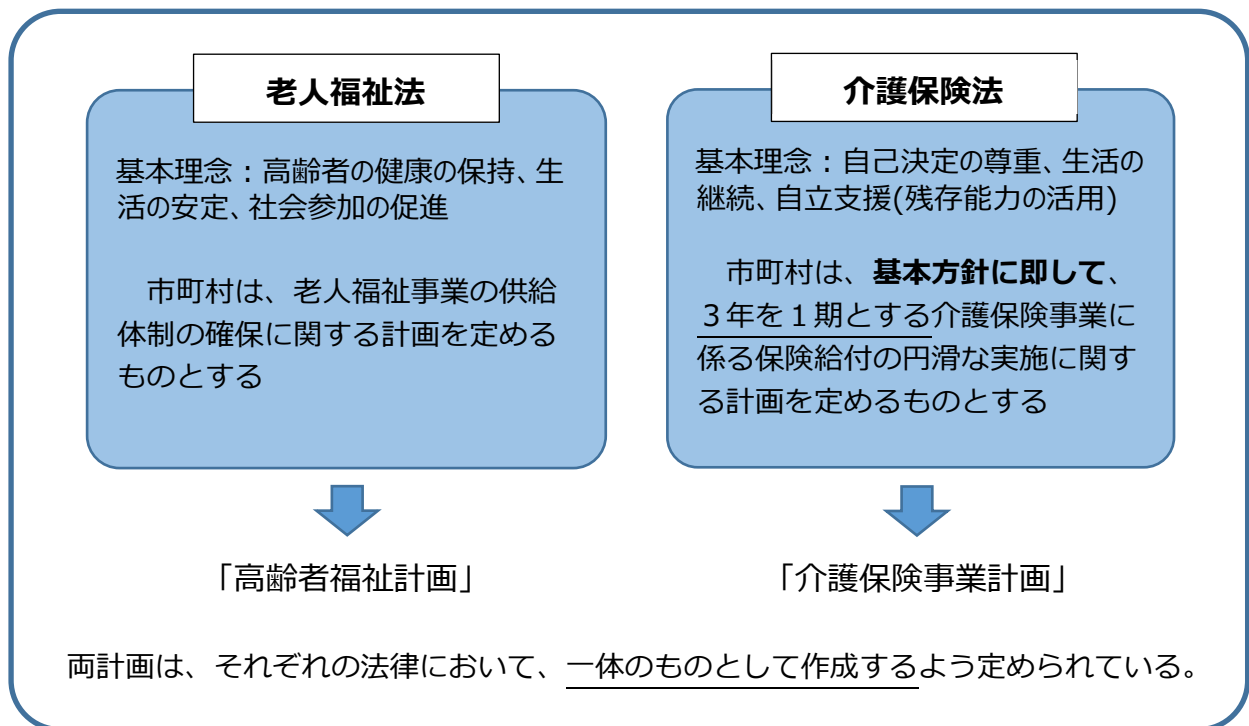 老人福祉法
基本理念：高齢者の健康の保持、生
活の安定、社会参加の促進
市町村は、老人福祉事業の供給
体制の確保に関する計画を定める
ものとする
「高齢者福祉計画」
介護保険法
基本理念：自己決定の尊重、生活の
継続、自立支援(残存能力の活用)
市町村は、基本方針に即して、
３年を１期とする介護保険事業に
係る保険給付の円滑な実施に関す
る計画を定めるものとする
「介護保険事業計画」
両計画は、それぞれの法律において、一体のものとして作成するよう定められている。